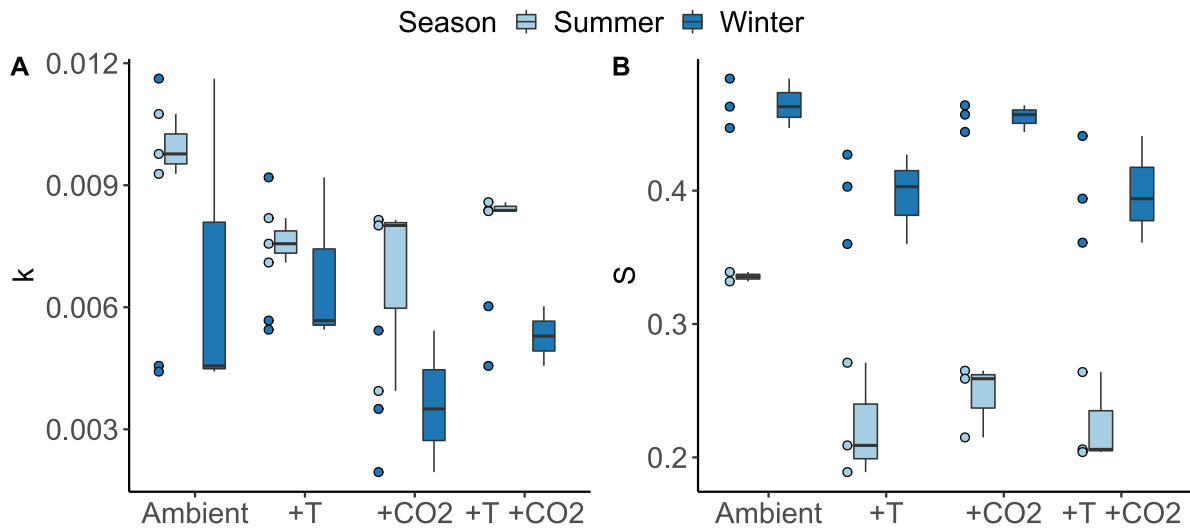 Season Summer Winter
A
0.012
0.009
0.006
0.003
k
Ambient +T +CO2 +T +CO2
B
0.4
0.3
0.2
S
Ambient +T +CO2 +T +CO2